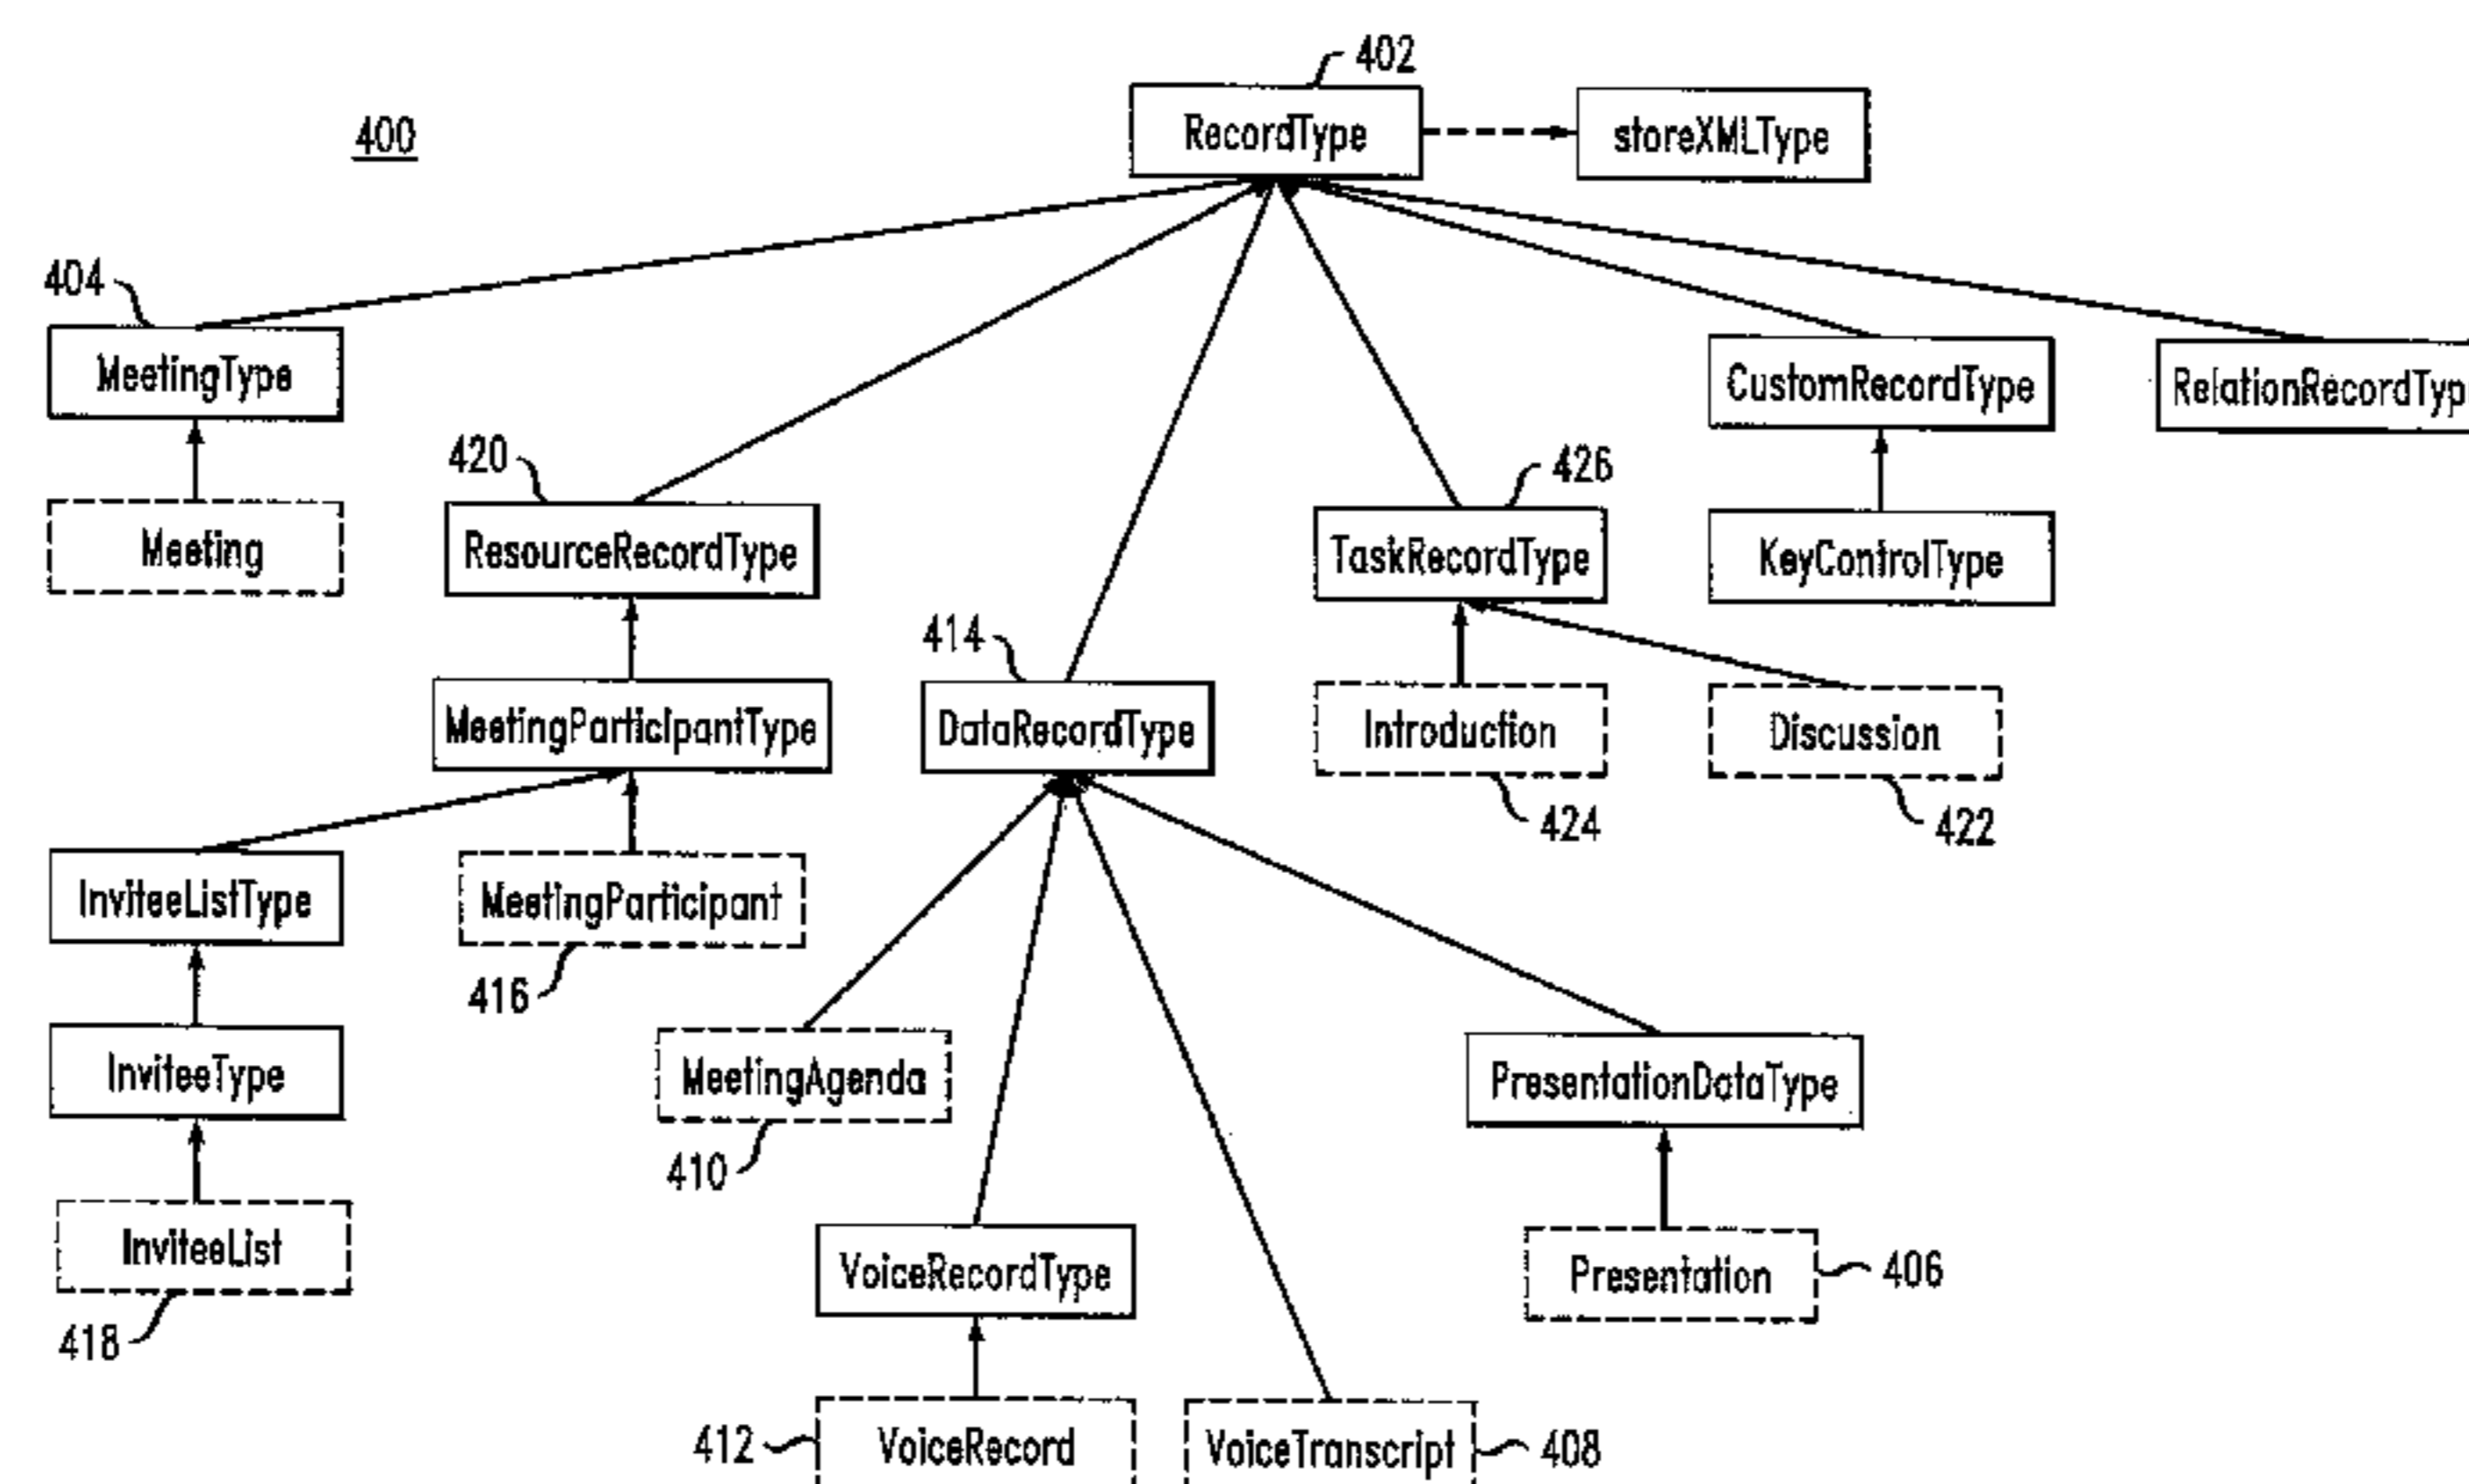 402
400
RecordType
storeXMLType
404
MeetingType
CustomRecordType
RelationRecordTyp
420
426
Meeting
ResourceRecordType
TaskRecordType
KeyControlType
414
MeetingParticipantType
DataRecordType
Introduction
Discussion
424
422
InviteeListType
MeetingParticipant
416
InviteeType
MeetingAgenda
PresentationDataType
410
InviteeList
VoiceRecordType
Presentation
406
418
412
VoiceRecord
VoiceTranscript
408